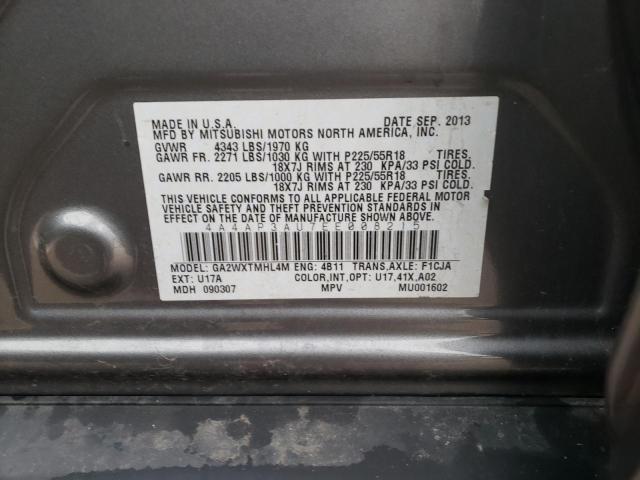 MADE IN U.S.A. DATE SEP. 2013
MFD BY MITSUBISHI MOTORS NORTH AMERICA, INC.
GVWR 4343 LBS/1970 KG
GAWR FR. 2271 LBS/1030 KG WITH P225/55R18 TIRES,
18X7J RIMS AT 230 KPA/33 PSI COLD.
GAWR RR. 2205 LBS/1000 KG WITH P225/55R18 TIRES,
18X7J RIMS AT 230 KPA/33 PSI COLD.
THIS VEHICLE CONFORMS TO ALL APPLICABLE FEDERAL MOTOR
VEHICLE SAFETY AND THEFT PREVENTION STANDARDS IN
EFFECT ON THE DATE OF MANUFACTURE SHOWN ABOVE.
4A4AP3AU7EE008215
MODEL: GA2WXTMHL4M ENG: 4B11 TRANS,AXLE: F1CJA
EXT: U17A COLOR,INT,OPT: U17,41X,A02
MDH 090307 MPV MU001602